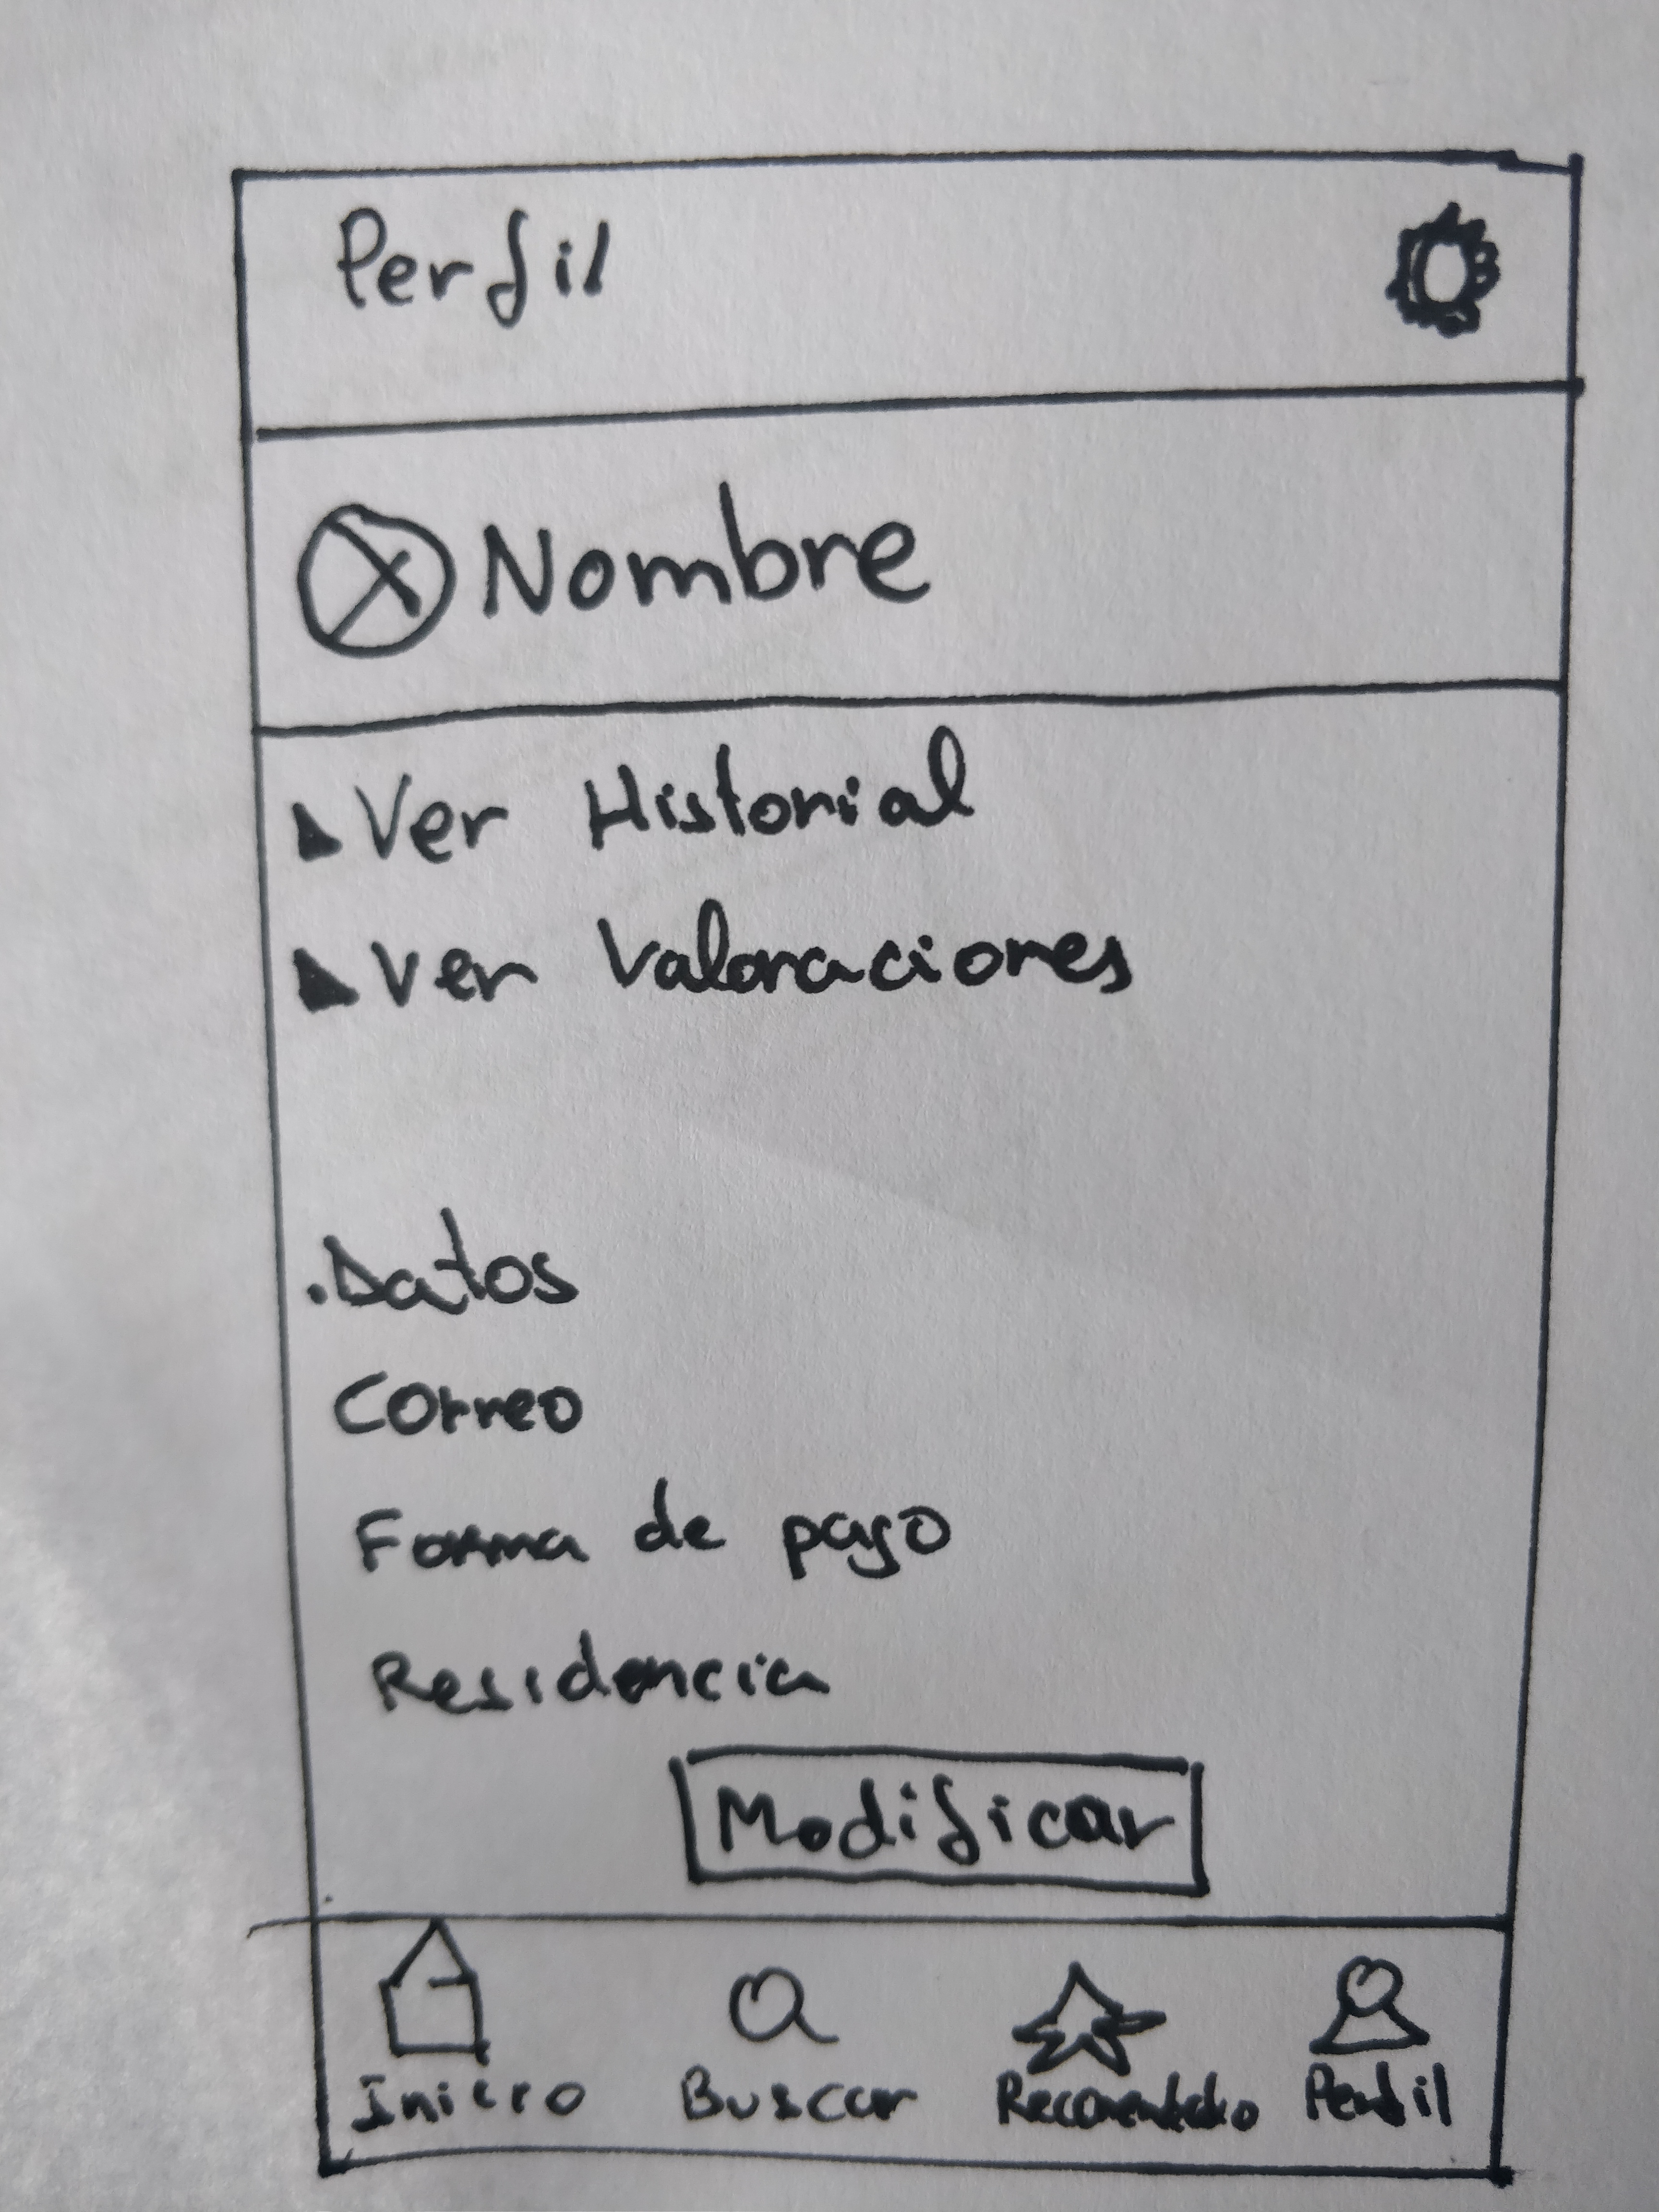 Perfil
Nombre
Ver Historial
Ver Valoraciones
.Datos
Correo
Forma de pago
Residencia
Modificar
Inicio Buscar Recomendado Perfil